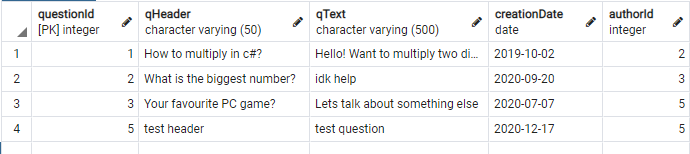 questionId qHeader qText creationDate authorId
[PK] integer character varying (50) character varying (500) date integer
1 1 How to multiply in c#? Hello! Want to multiply two di... 2019-10-02 2
2 2 What is the biggest number? idk help 2020-09-20 3
3 3 Your favourite PC game? Lets talk about something else 2020-07-07 5
4 5 test header test question 2020-12-17 5